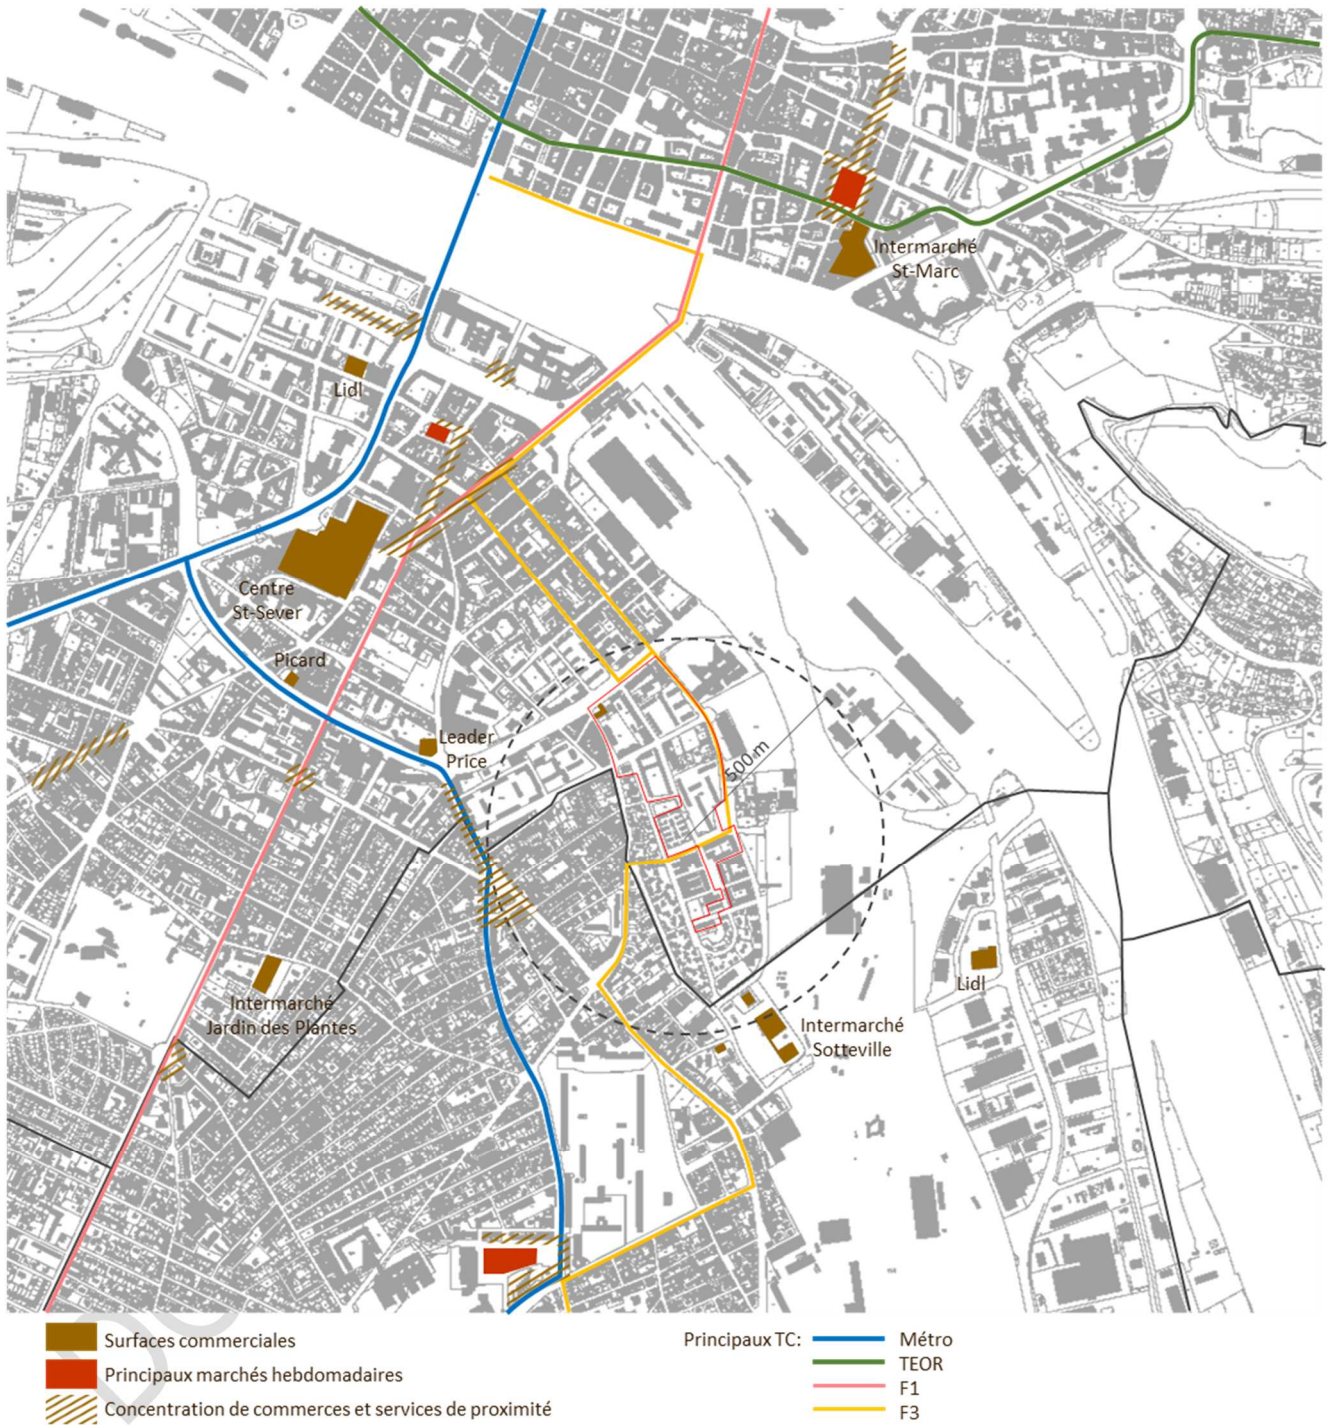 Intermarché
St-Marc
Lidl
Centre
St-Sever
Picard
Leader
Price
500 m
Lidl
Intermarché
Jardin des Plantes
Intermarché
Sotteville
Surfaces commerciales
Principaux marchés hebdomadaires
Concentration de commerces et services de proximité
Principaux TC:
Métro
TEOR
F1
F3